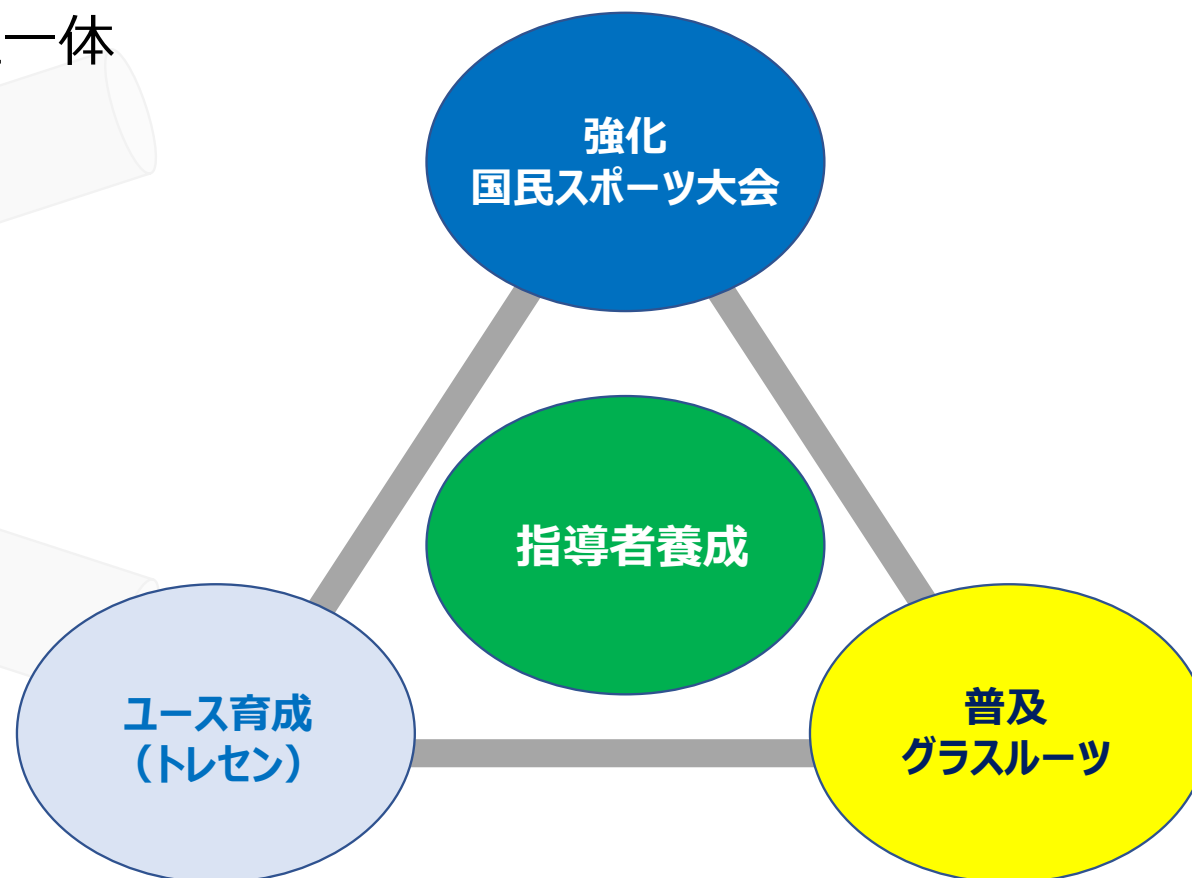 一体
強化
国民スポーツ大会
指導者養成
ユース育成
（トレセン）
普及
グラスルーツ